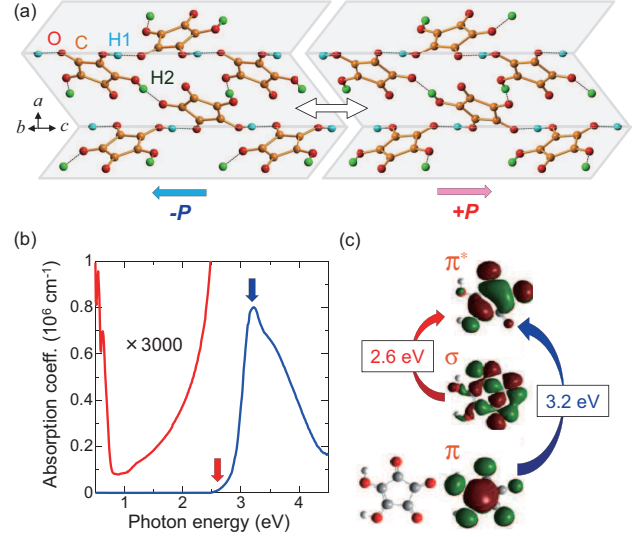 (a)
O C H1
H2
a
b c
-P
+P
(b)
(c)
Absorption coeff. (10⁶ cm⁻¹)
1
0.8
0.6
0.4
0.2
0
× 3000
1 2 3 4
Photon energy (eV)
π*
2.6 eV
σ
3.2 eV
π